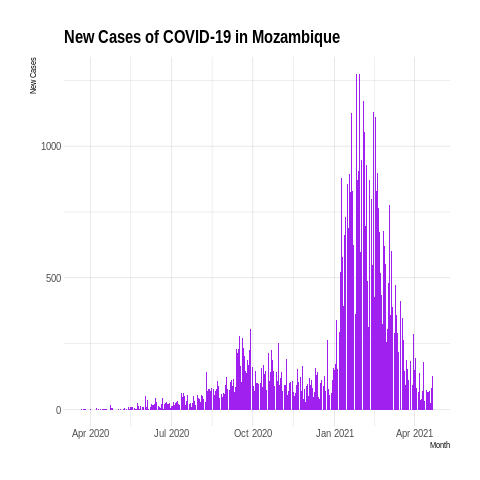 New Cases of COVID-19 in Mozambique
New Cases
1000
500
0
Apr 2020 Jul 2020 Oct 2020 Jan 2021 Apr 2021
Month